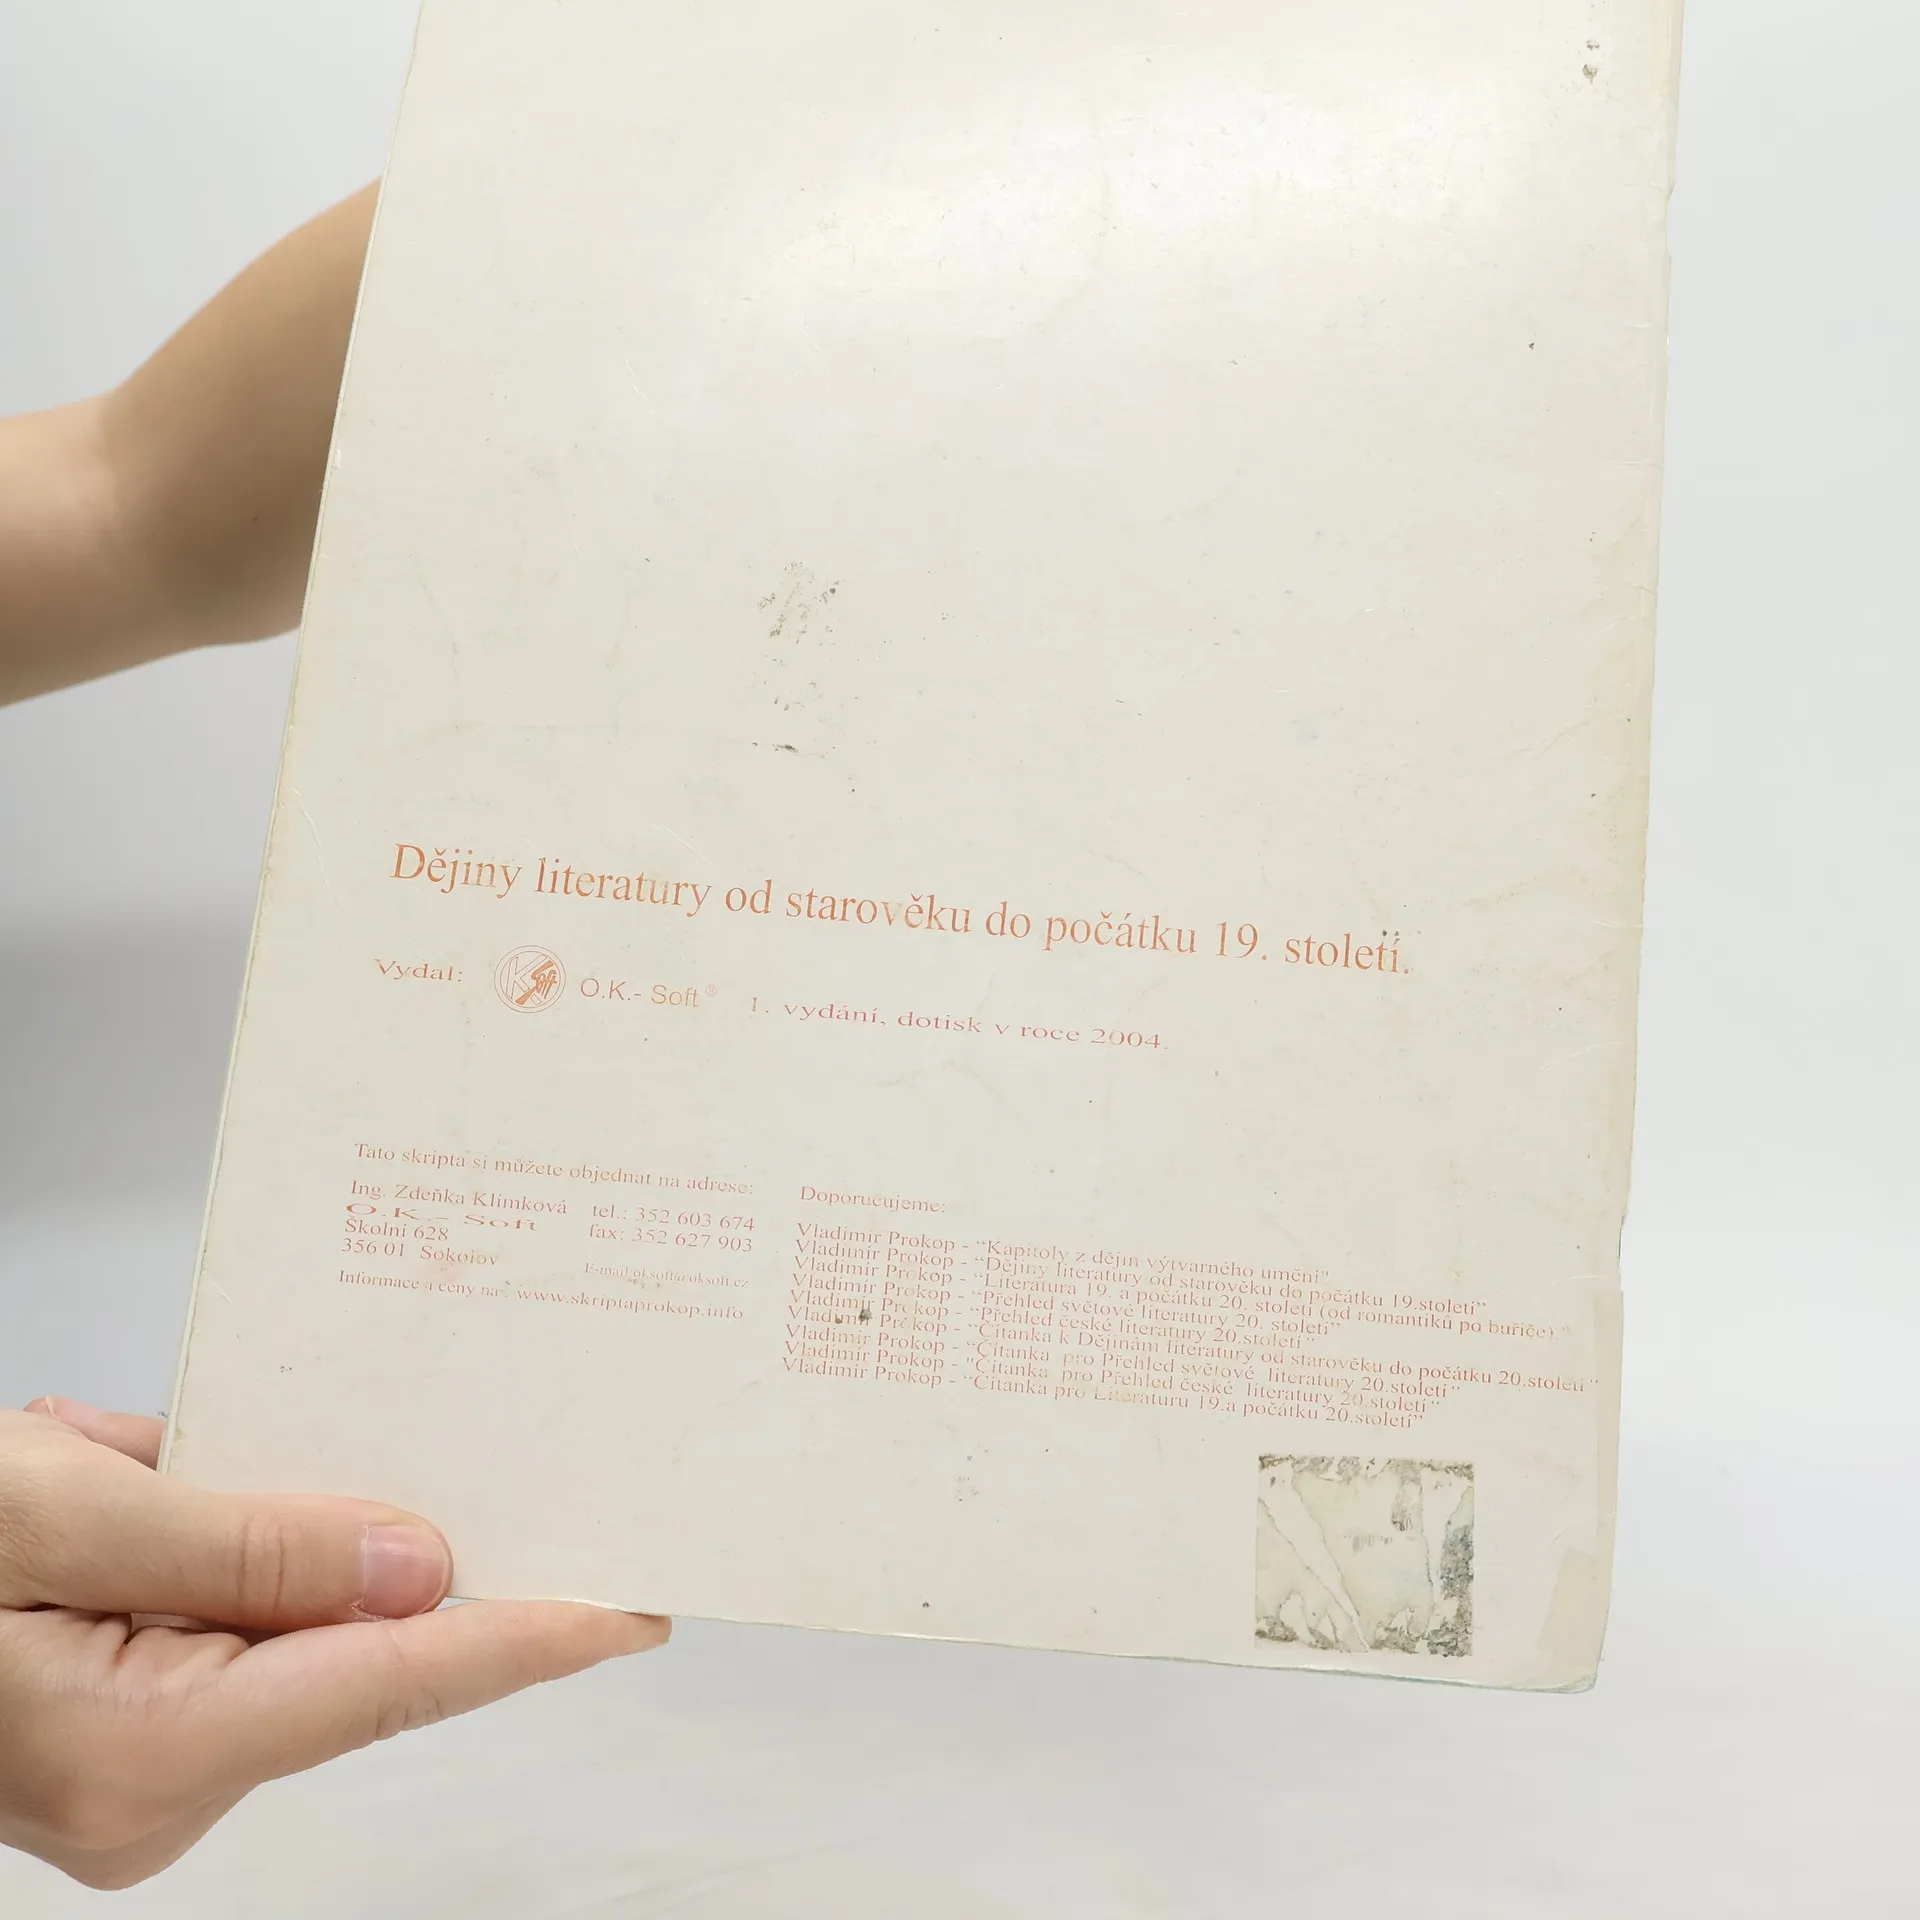 Dějiny literatury od starověku do počátku 19. století.
Vydal: K Soft O.K.- Soft ® 1. vydání, dotisk v roce 2004.
Tato skripta si můžete objednat na adrese:
Ing. Zdeňka Klimková tel.: 352 603 674
O.K.- Soft fax: 352 627 903
Školní 628
356 01 Sokolov E-mail:oksoft@oksoft.cz
Informace a ceny na: www.skriptaprokop.info
Doporučujeme:
Vladimír Prokop - “Kapitoly z dějin výtvarného umění”
Vladimír Prokop - “Dějiny literatury od starověku do počátku 19.století”
Vladimír Prokop - “Literatura 19. a počátku 20. století (od romantiků po buřiče).”
Vladimír Prokop - “Přehled světové literatury 20. století”
Vladimír Prokop - “Přehled české literatury 20.století”
Vladimír Prokop - “Čítanka k Dějinám literatury od starověku do počátku 20.století”
Vladimír Prokop - “Čítanka pro Přehled světové literatury 20.století”
Vladimír Prokop - “Čítanka pro Přehled české literatury 20.století”
Vladimír Prokop - “Čítanka pro Literaturu 19.a počátku 20.století”